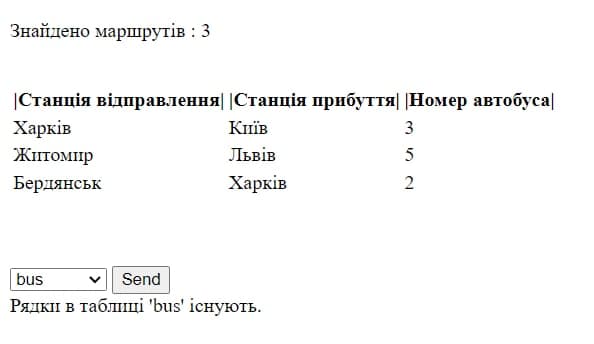 Знайдено маршрутів : 3
|Станція відправлення| |Станція прибуття| |Номер автобуса|
Харків Київ 3
Житомир Львів 5
Бердянськ Харків 2
bus Send
Рядки в таблиці 'bus' існують.